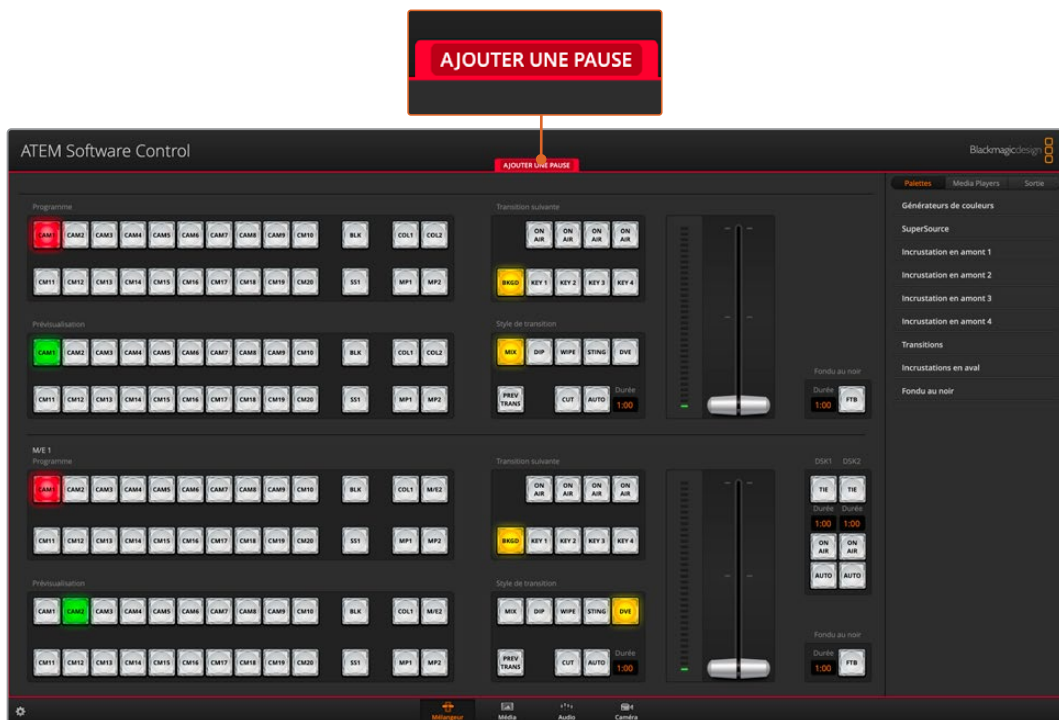 AJOUTER UNE PAUSE
ATEM Software Control
AJOUTER UNE PAUSE
Blackmagicdesign
Palettes Media Players Sortie
Générateurs de couleurs
SuperSource
Incrustation en amont 1
Incrustation en amont 2
Incrustation en amont 3
Incrustation en amont 4
Transitions
Incrustations en aval
Fondu au noir
Programme
CAM1 CAM2 CAM3 CAM4 CAM5 CAM6 CAM7 CAM8 CAM9 CM10 BLK COL1 COL2
CM11 CM12 CM13 CM14 CM15 CM16 CM17 CM18 CM19 CM20 SS1 MP1 MP2
Transition suivante
ON AIR ON AIR ON AIR ON AIR
BKGD KEY 1 KEY 2 KEY 3 KEY 4
Prévisualisation
CAM1 CAM2 CAM3 CAM4 CAM5 CAM6 CAM7 CAM8 CAM9 CM10 BLK COL1 COL2
CM11 CM12 CM13 CM14 CM15 CM16 CM17 CM18 CM19 CM20 SS1 MP1 MP2
Style de transition
MIX DIP WIPE STING DVE
PREV TRANS CUT AUTO Durée 1:00
Fondu au noir
Durée 1:00 FTB
M/E 1
Programme
CAM1 CAM2 CAM3 CAM4 CAM5 CAM6 CAM7 CAM8 CAM9 CM10 BLK COL1 M/E2
CM11 CM12 CM13 CM14 CM15 CM16 CM17 CM18 CM19 CM20 SS1 MP1 MP2
Transition suivante
ON AIR ON AIR ON AIR ON AIR
BKGD KEY 1 KEY 2 KEY 3 KEY 4
DSK1 DSK2
TIE TIE
Durée Durée
1:00 1:00
ON AIR ON AIR
AUTO AUTO
Prévisualisation
CAM1 CAM2 CAM3 CAM4 CAM5 CAM6 CAM7 CAM8 CAM9 CM10 BLK COL1 M/E2
CM11 CM12 CM13 CM14 CM15 CM16 CM17 CM18 CM19 CM20 SS1 MP1 MP2
Style de transition
MIX DIP WIPE STING DVE
PREV TRANS CUT AUTO Durée 1:00
Fondu au noir
Durée 1:00 FTB
Mélangeur Média Audio Caméra